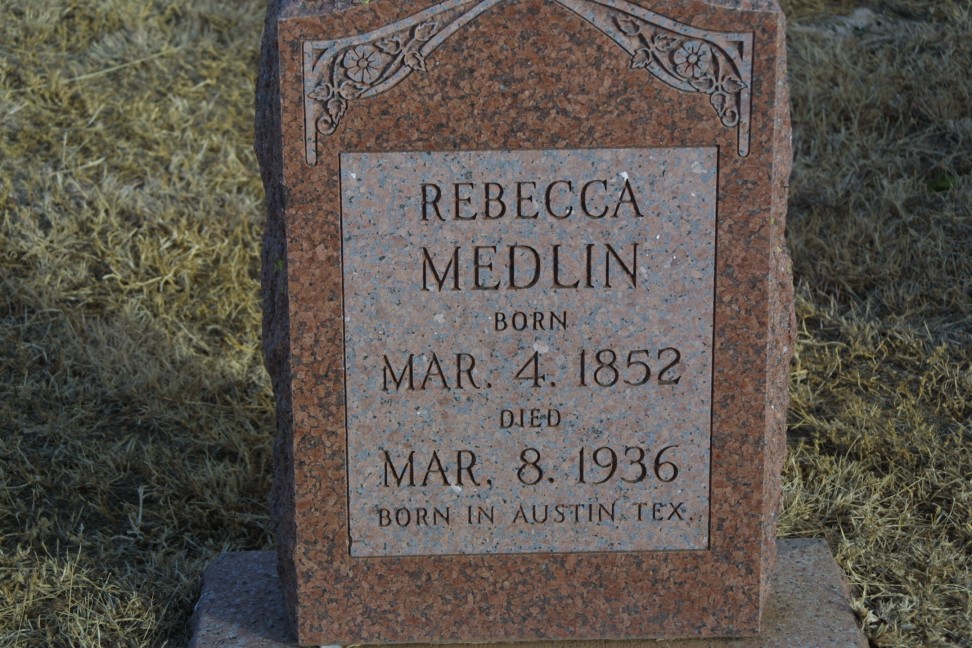 REBECCA
MEDLIN
BORN
MAR. 4. 1852
DIED
MAR. 8. 1936
BORN IN AUSTIN TEX.